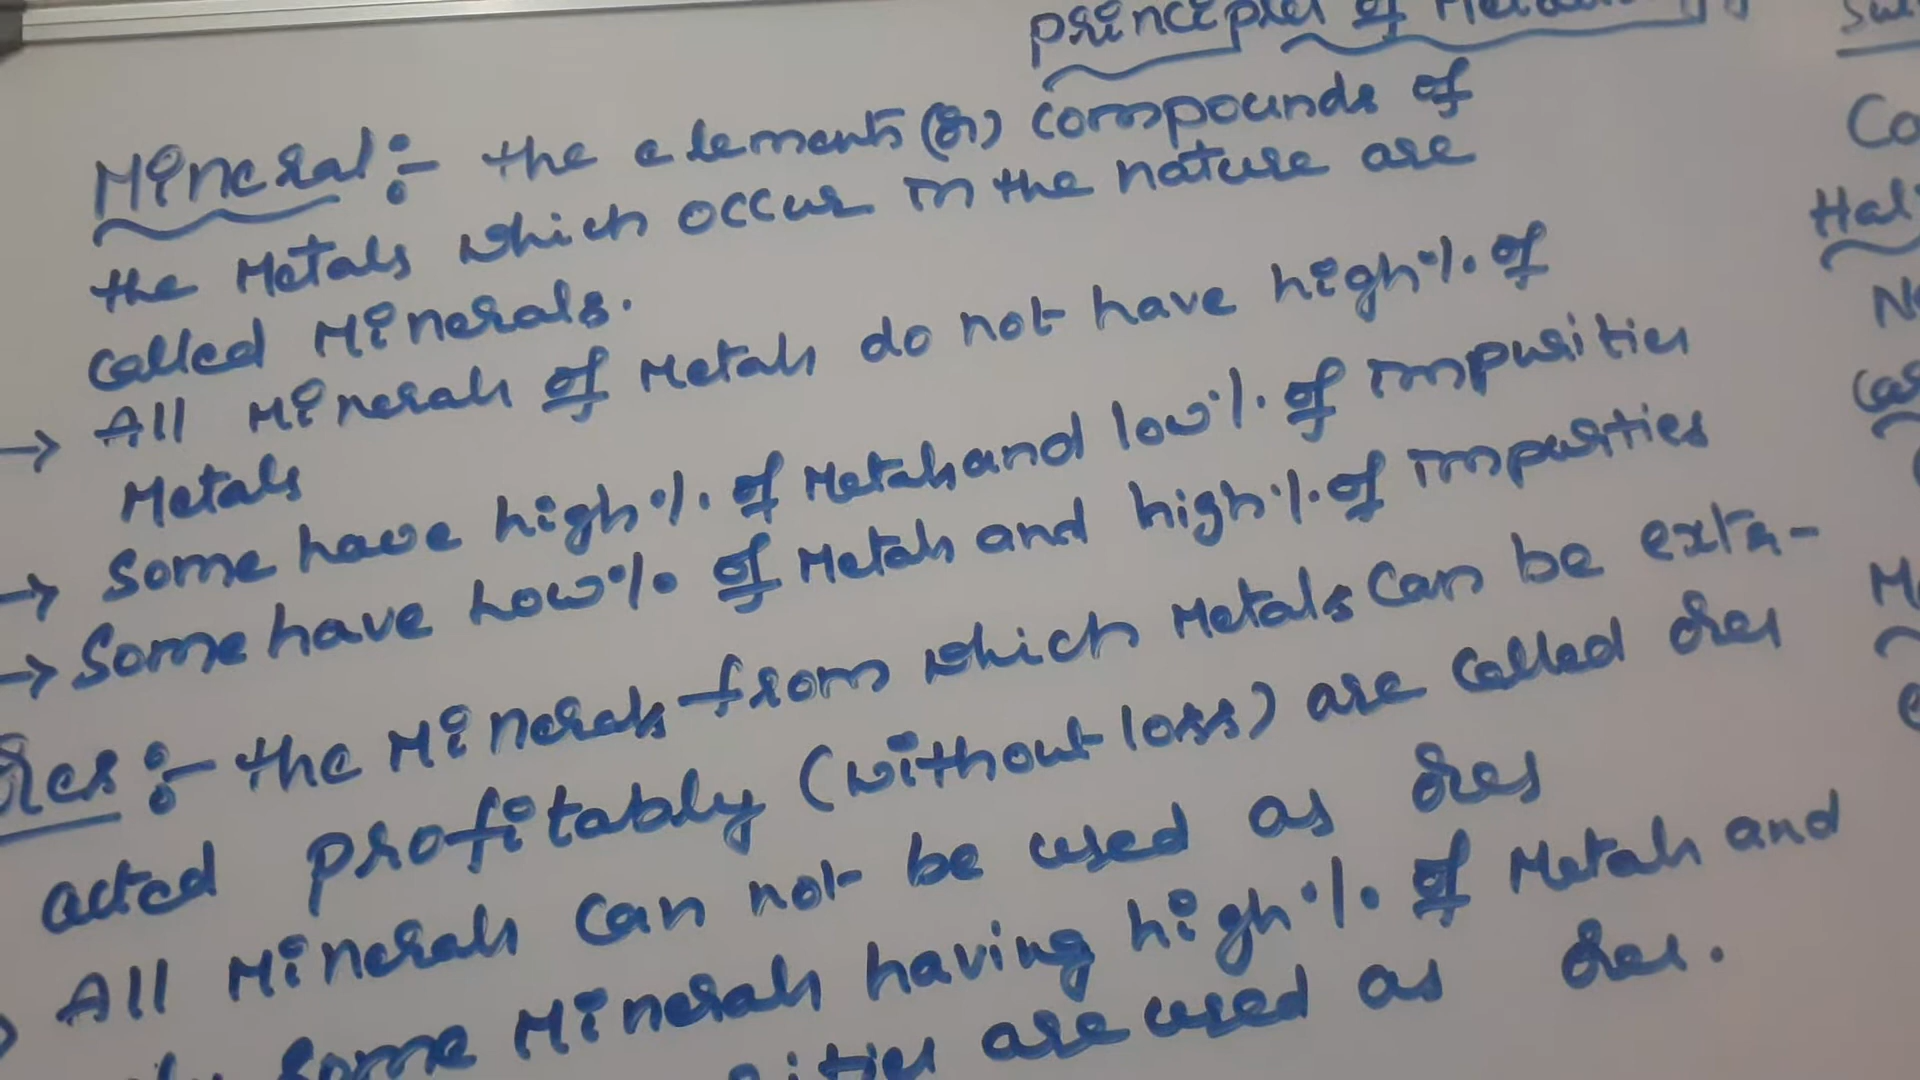 principles of
Mineral :- the elements (or) compounds of
the Metals which occur in the nature are
called Minerals.
→ All Minerals of Metals do not have high % of
Metals
→ Some have high % of Metals and low % of impurities
→ Some have Low % of Metals and high % of impurities
Ores :- the Minerals from which Metals can be extr-
acted profitably (without loss) are called ores
All Minerals can not be used as ores
some Minerals having high % of Metals and
are used as ores.
Co
Hal